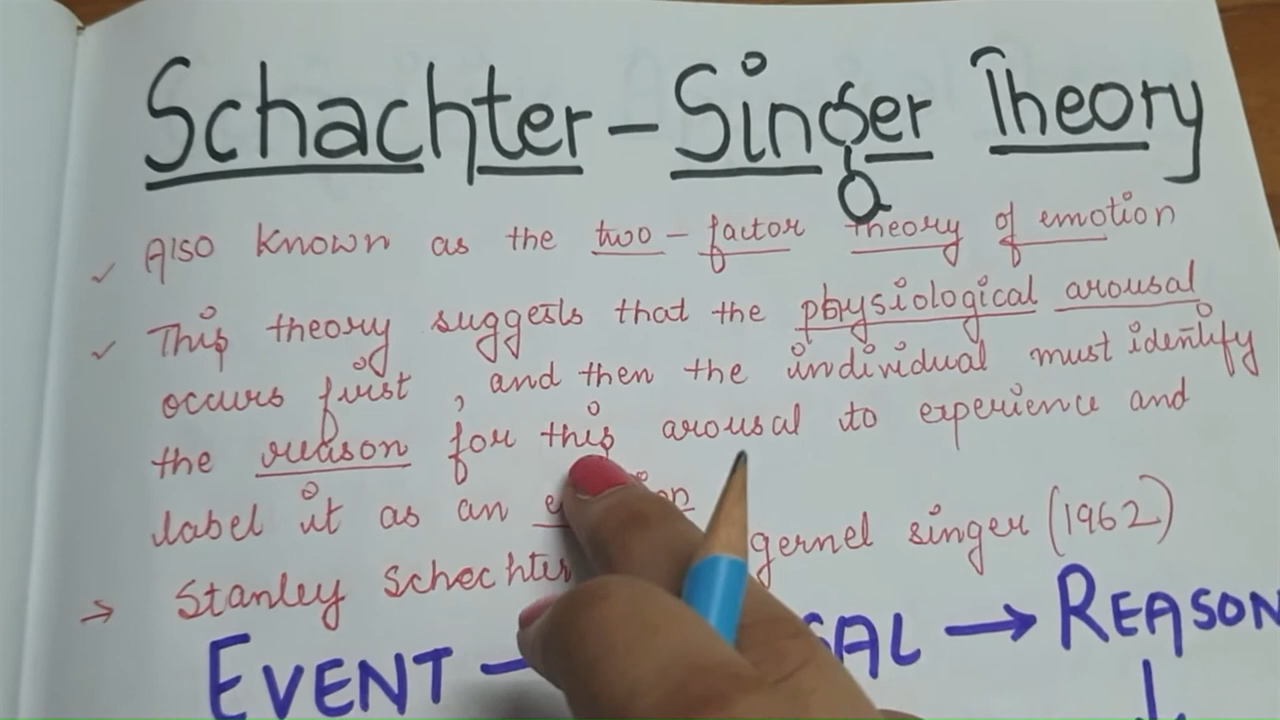 Schachter-Singer Theory
Also known as the two-factor theory of emotion
This theory suggests that the physiological arousal
occurs first, and then the individual must identify
the reason for this arousal to experience and
label it as an
Stanley Schechter gernel singer (1962)
EVENT → REASON